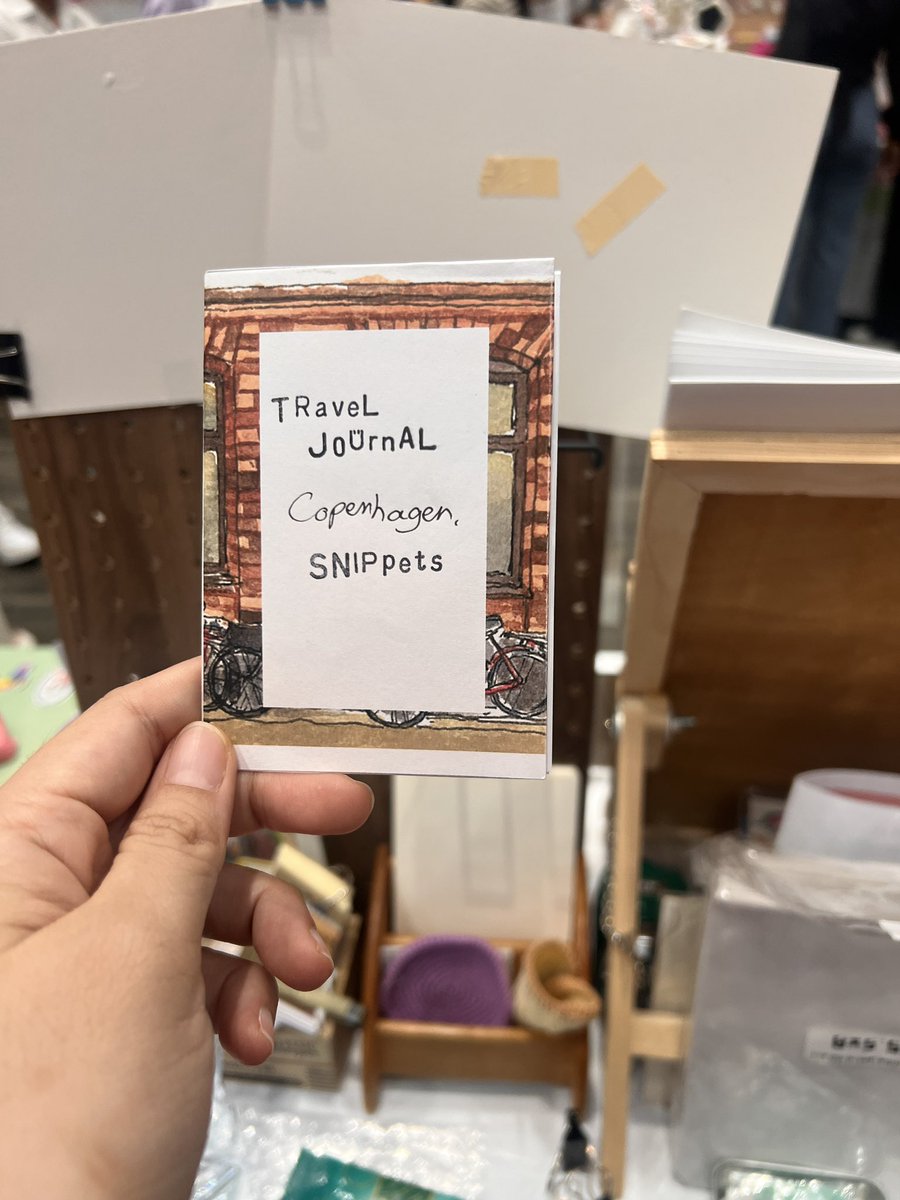 TRaveL
JoÜrnAL
Copenhagen.
SNIPpets